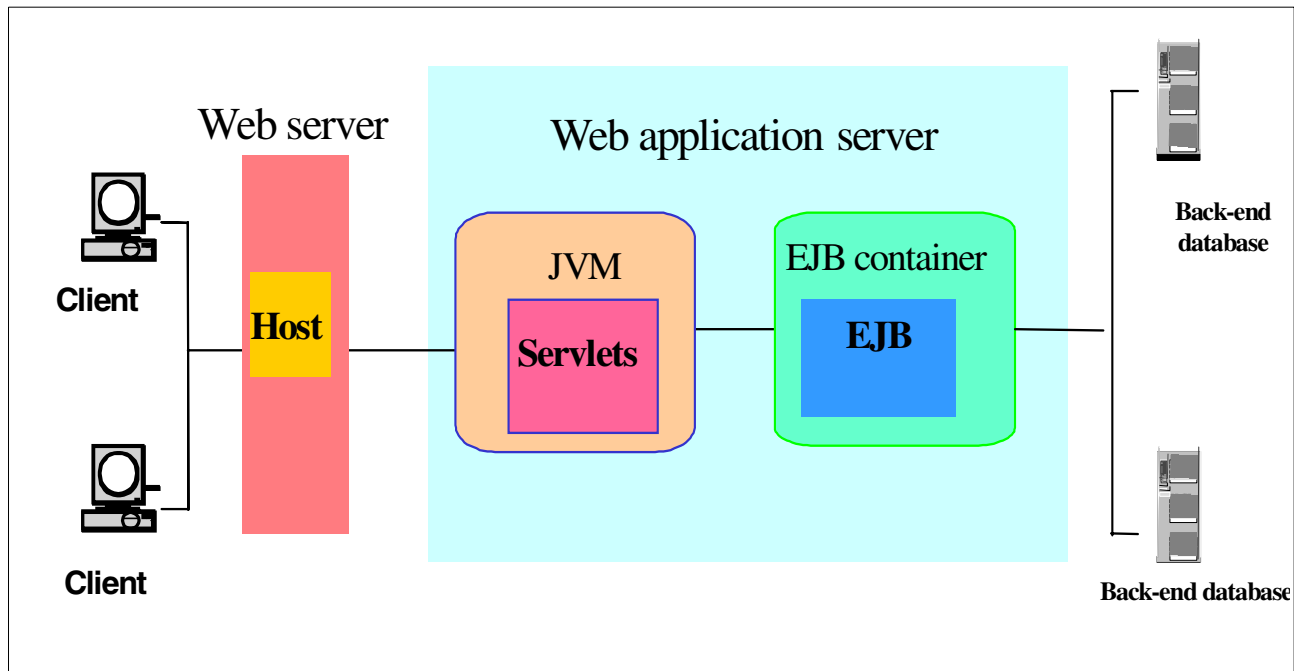 Web server
Web application server
Client
Host
JVM
Servlets
EJB container
EJB
Back-end
database
Client
Back-end database